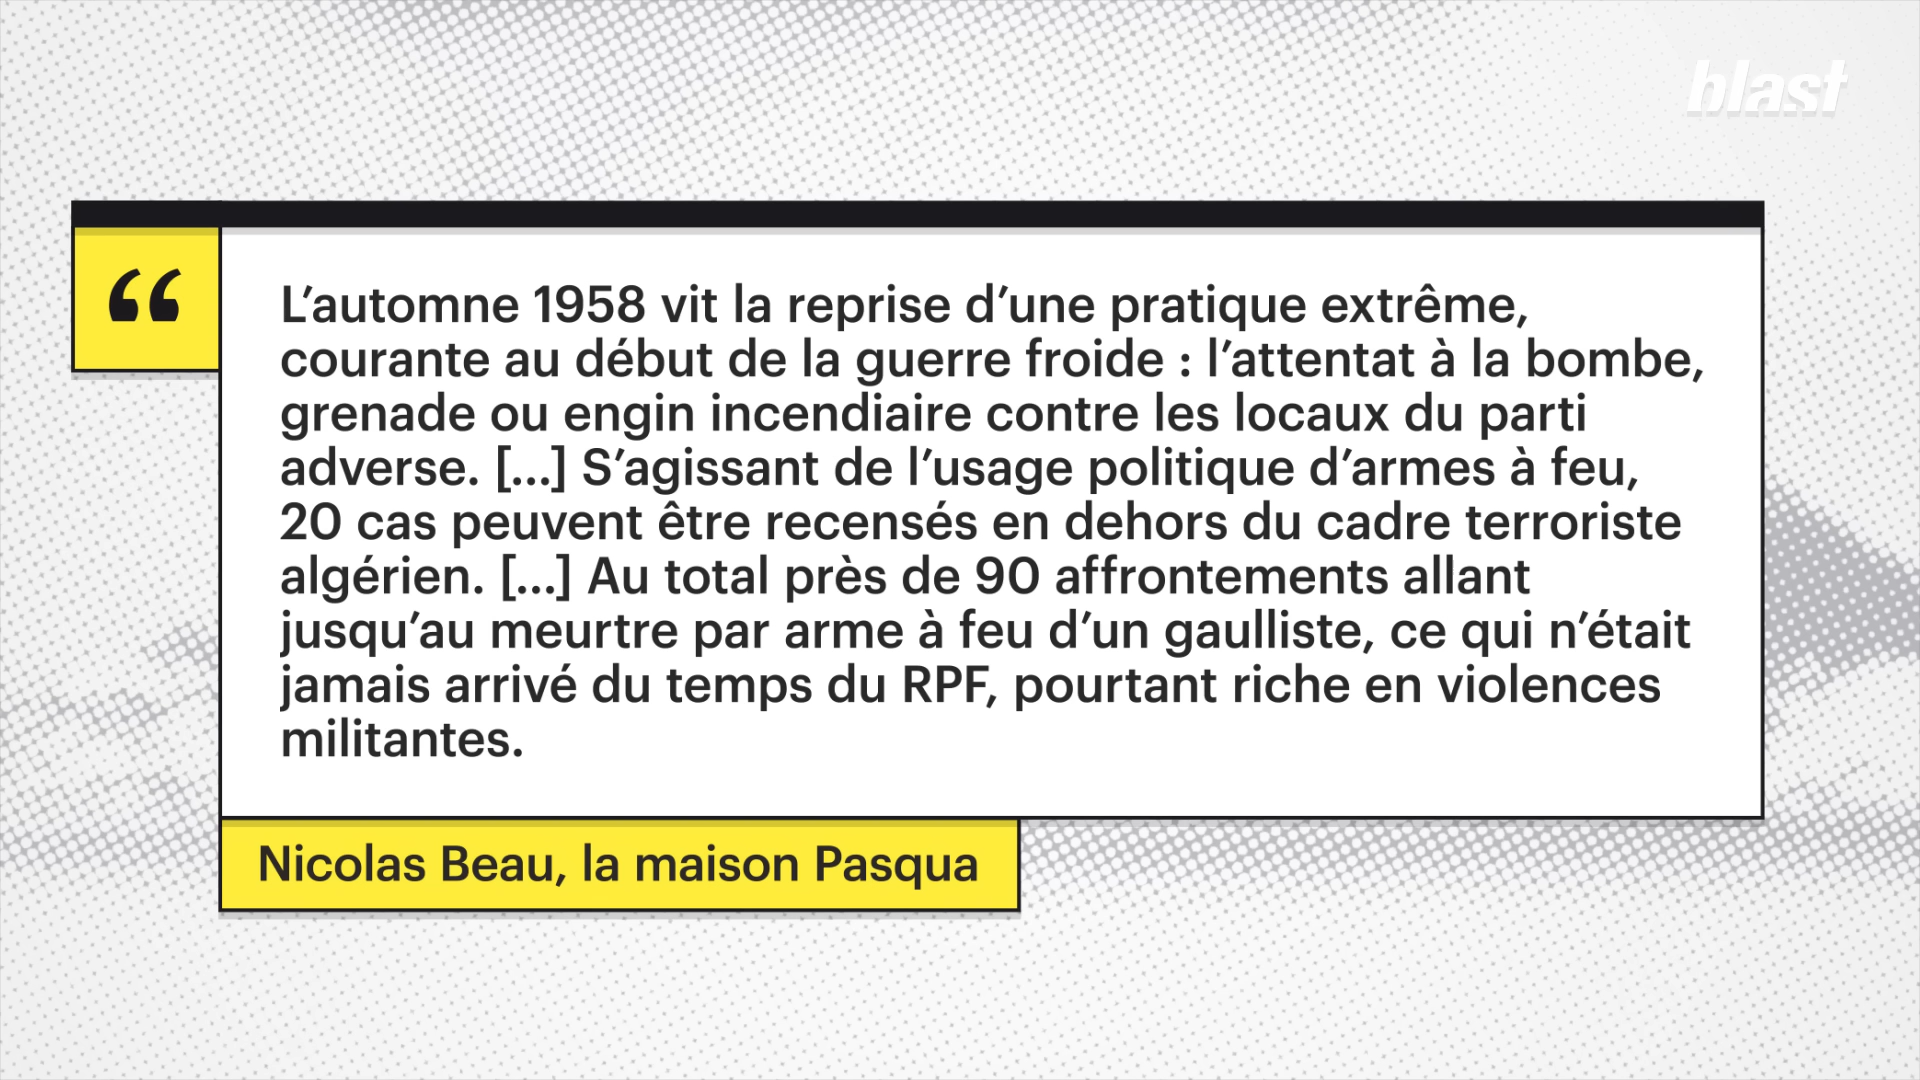 blast
“
L’automne 1958 vit la reprise d’une pratique extrême,
courante au début de la guerre froide : l’attentat à la bombe,
grenade ou engin incendiaire contre les locaux du parti
adverse. [...] S’agissant de l’usage politique d’armes à feu,
20 cas peuvent être recensés en dehors du cadre terroriste
algérien. [...] Au total près de 90 affrontements allant
jusqu’au meurtre par arme à feu d’un gaulliste, ce qui n’était
jamais arrivé du temps du RPF, pourtant riche en violences
militantes.
Nicolas Beau, la maison Pasqua